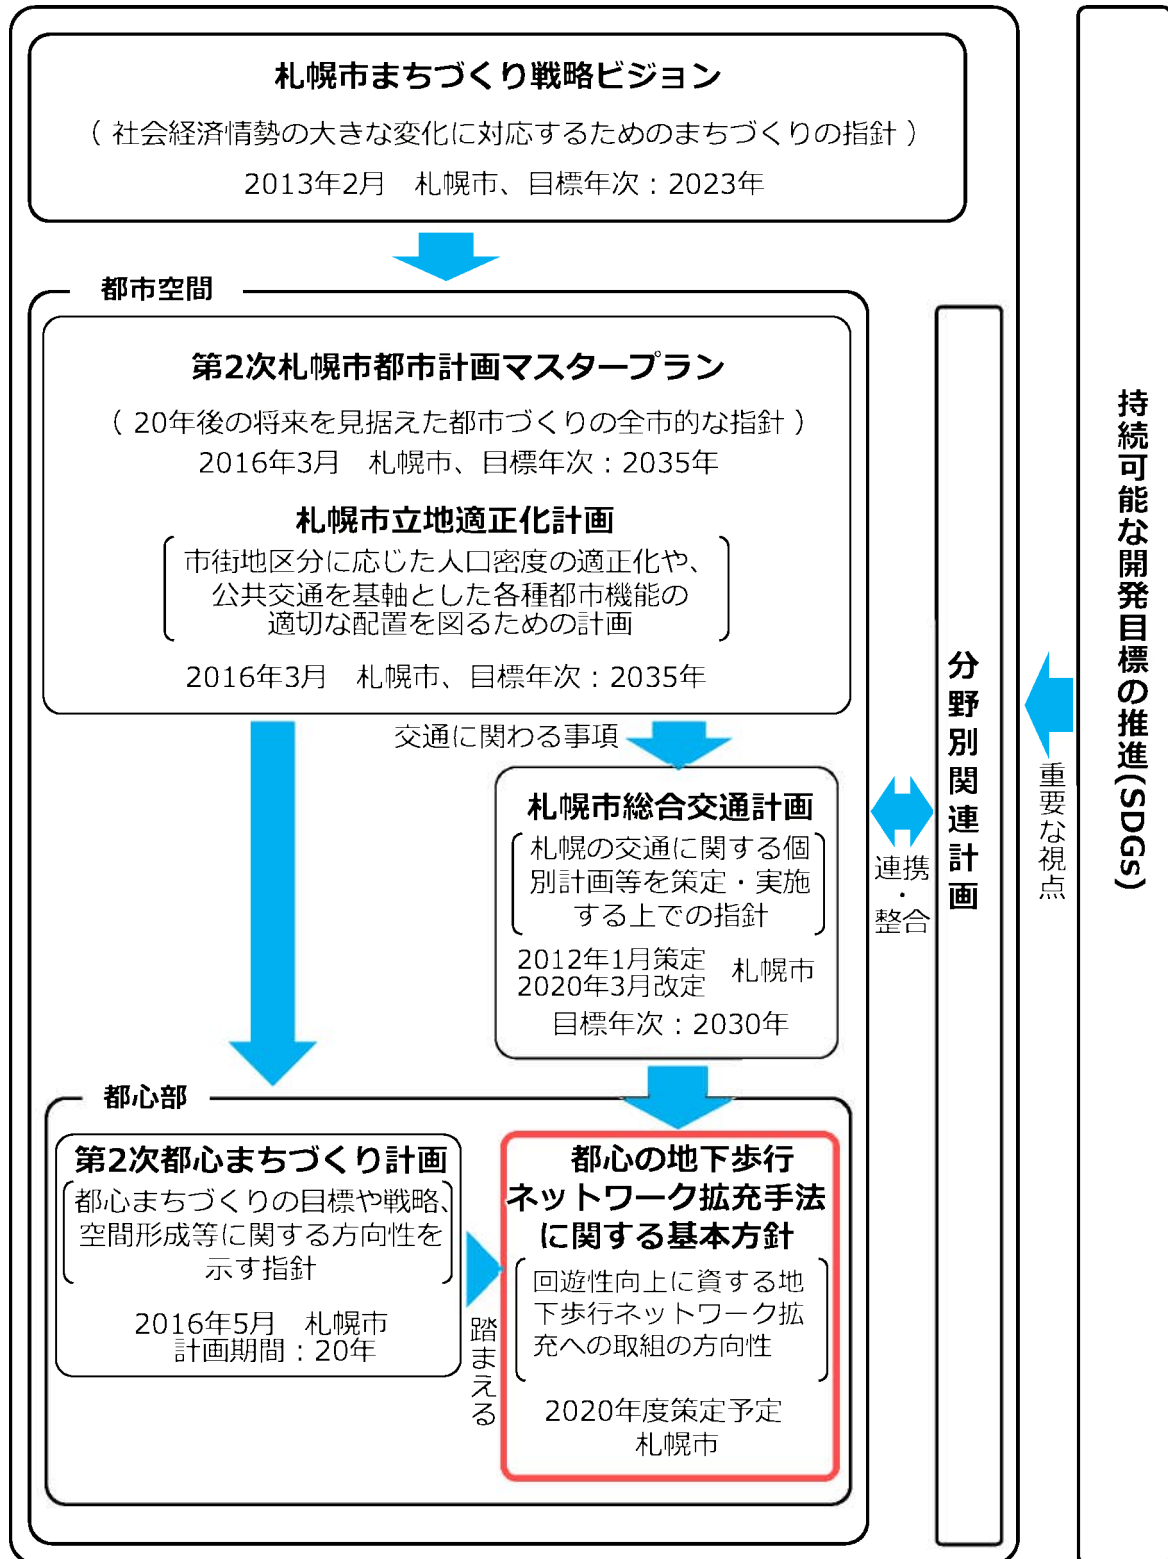 札幌市まちづくり戦略ビジョン
（ 社会経済情勢の大きな変化に対応するためのまちづくりの指針 ）
2013年2月　札幌市、目標年次：2023年
都市空間
第2次札幌市都市計画マスタープラン
（ 20年後の将来を見据えた都市づくりの全市的な指針 ）
2016年3月　札幌市、目標年次：2035年
札幌市立地適正化計画
市街地区分に応じた人口密度の適正化や、
公共交通を基軸とした各種都市機能の
適切な配置を図るための計画
2016年3月　札幌市、目標年次：2035年
交通に関わる事項
札幌市総合交通計画
札幌の交通に関する個
別計画等を策定・実施
する上での指針
2012年1月策定
2020年3月改定
札幌市
目標年次：2030年
連携
・
整合
分野別関連計画
重要な視点
持続可能な開発目標の推進(SDGs)
都心部
第2次都心まちづくり計画
都心まちづくりの目標や戦略、
空間形成等に関する方向性を
示す指針
2016年5月　札幌市
計画期間：20年
踏まえる
都心の地下歩行
ネットワーク拡充手法
に関する基本方針
回遊性向上に資する地
下歩行ネットワーク拡
充への取組の方向性
2020年度策定予定
札幌市